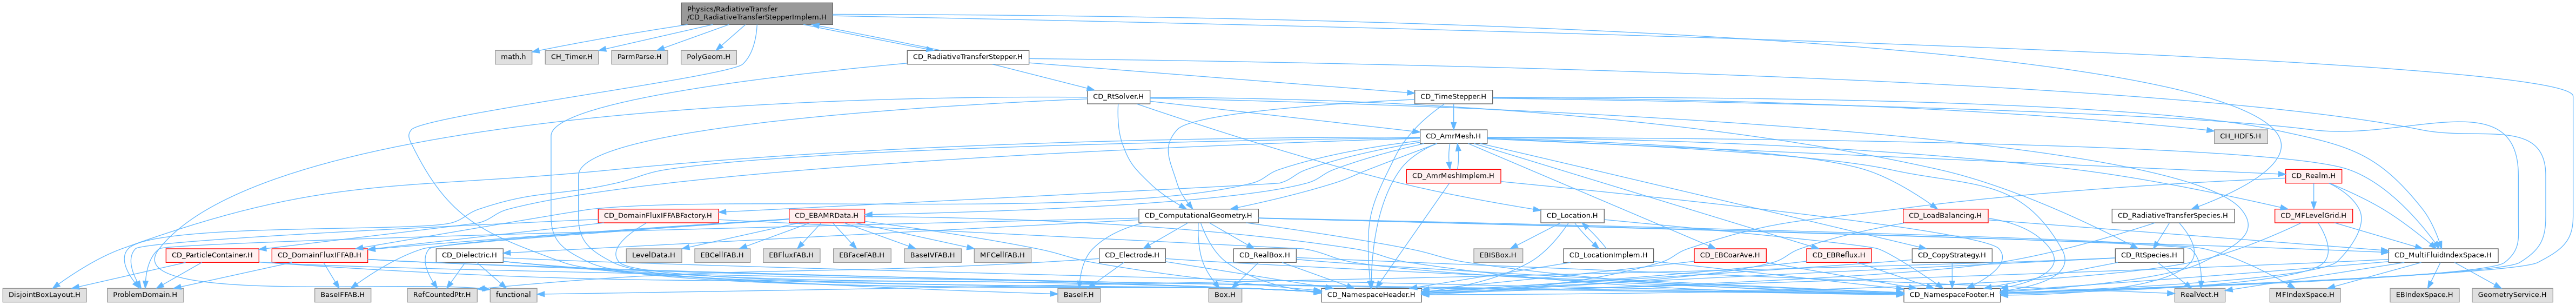 Physics/RadiativeTransfer
/CD_RadiativeTransferStepperImplem.H
math.h
CH_Timer.H
ParmParse.H
PolyGeom.H
CD_RadiativeTransferStepper.H
CD_RtSolver.H
CD_TimeStepper.H
CD_AmrMesh.H
CH_HDF5.H
CD_AmrMeshImplem.H
CD_Realm.H
CD_DomainFluxIFFABFactory.H
CD_EBAMRData.H
CD_ComputationalGeometry.H
CD_Location.H
CD_LoadBalancing.H
CD_RadiativeTransferSpecies.H
CD_MFLevelGrid.H
CD_ParticleContainer.H
CD_DomainFluxIFFAB.H
CD_Dielectric.H
LevelData.H
EBCellFAB.H
EBFluxFAB.H
EBFaceFAB.H
BaseIVFAB.H
MFCellFAB.H
CD_Electrode.H
CD_RealBox.H
EBISBox.H
CD_LocationImplem.H
CD_EBCoarAve.H
CD_EBReflux.H
CD_CopyStrategy.H
CD_RtSpecies.H
CD_MultiFluidIndexSpace.H
DisjointBoxLayout.H
ProblemDomain.H
BaseIFFAB.H
RefCountedPtr.H
functional
BaseIF.H
Box.H
CD_NamespaceHeader.H
CD_NamespaceFooter.H
RealVect.H
MFIndexSpace.H
EBIndexSpace.H
GeometryService.H